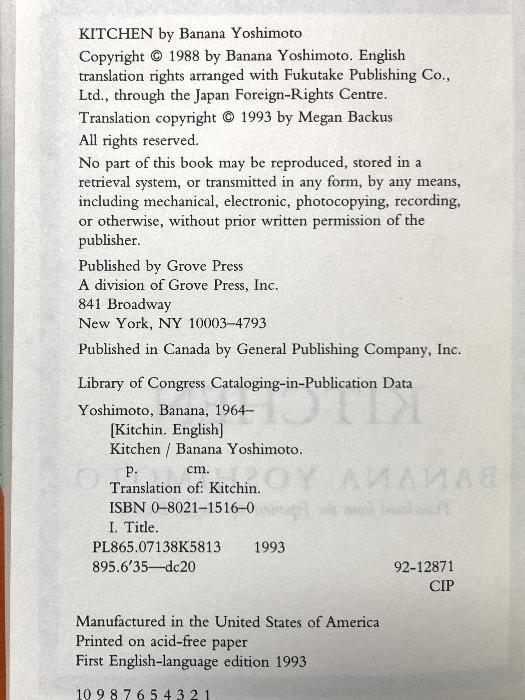 KITCHEN by Banana Yoshimoto
Copyright © 1988 by Banana Yoshimoto. English
translation rights arranged with Fukutake Publishing Co.,
Ltd., through the Japan Foreign-Rights Centre.
Translation copyright © 1993 by Megan Backus
All rights reserved.
No part of this book may be reproduced, stored in a
retrieval system, or transmitted in any form, by any means,
including mechanical, electronic, photocopying, recording,
or otherwise, without prior written permission of the
publisher.
Published by Grove Press
A division of Grove Press, Inc.
841 Broadway
New York, NY 10003–4793
Published in Canada by General Publishing Company, Inc.
Library of Congress Cataloging-in-Publication Data
Yoshimoto, Banana, 1964–
[Kitchin. English]
Kitchen / Banana Yoshimoto.
p. cm.
Translation of: Kitchin.
ISBN 0–8021–1516–0
I. Title.
PL865.07138K5813 1993
895.6′35—dc20 92-12871
CIP
Manufactured in the United States of America
Printed on acid-free paper
First English-language edition 1993
10 9 8 7 6 5 4 3 2 1
KITCHEN
BANANA YOSHIMOTO